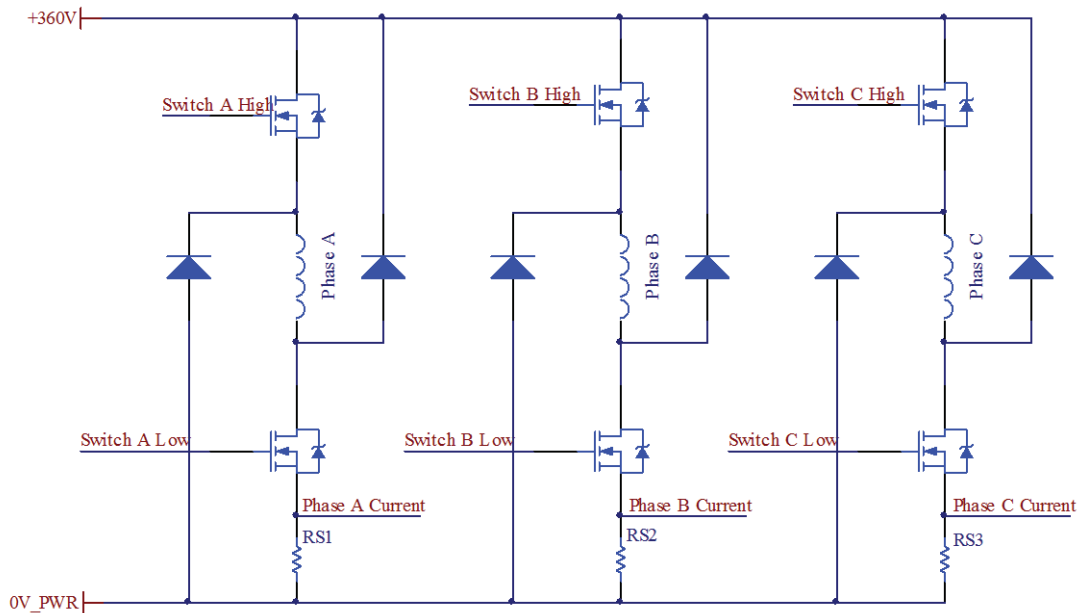 +360V
Switch A High
Switch B High
Switch C High
Phase A
Phase B
Phase C
Switch A Low
Switch B Low
Switch C Low
Phase A Current
Phase B Current
Phase C Current
RS1
RS2
RS3
0V_PWR